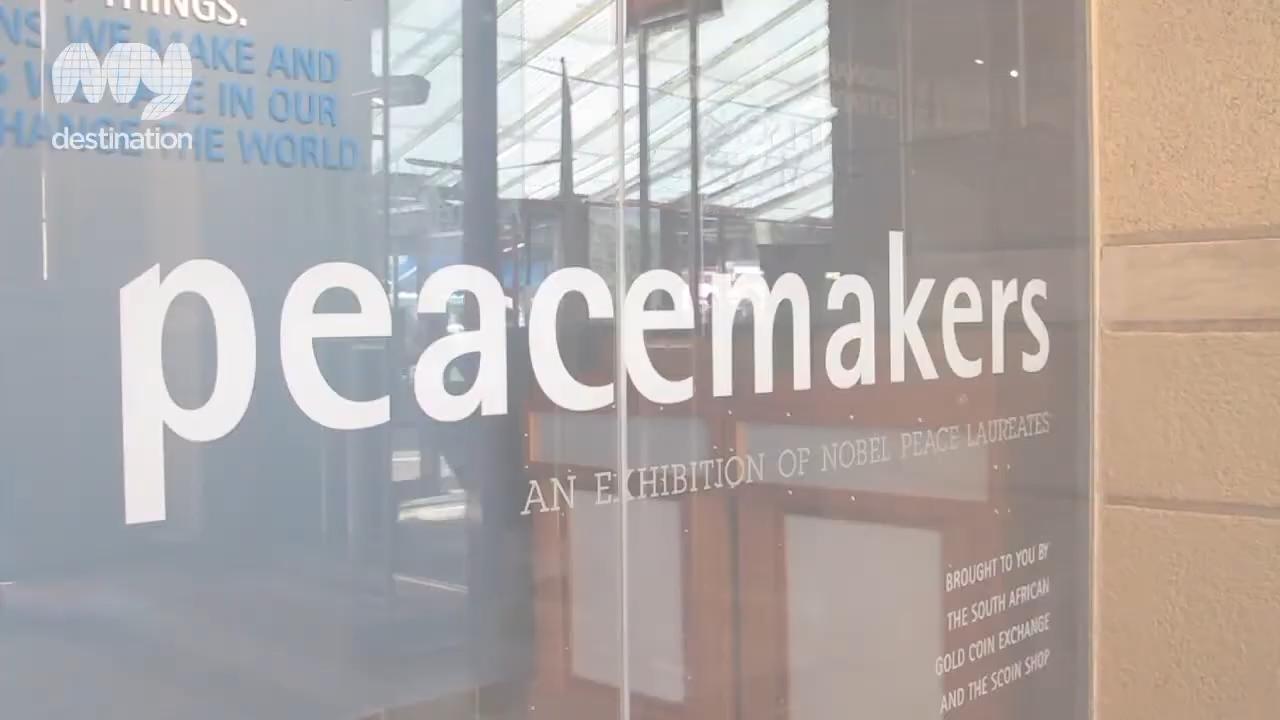 THINGS.
WE MAKE AND
IN OUR
THE WORLD
my
destination
peacemakers
AN EXHIBITION OF NOBEL PEACE LAUREATES
BROUGHT TO YOU BY
THE SOUTH AFRICAN
GOLD COIN EXCHANGE
AND THE SCOIN SHOP